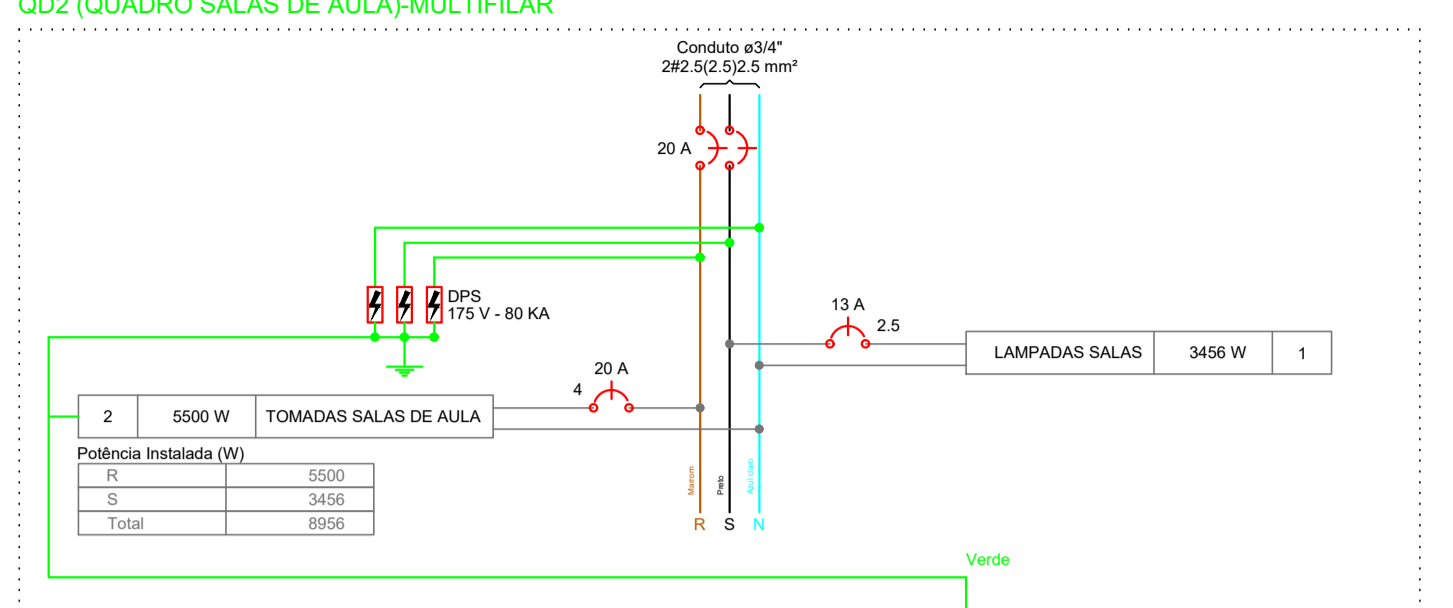 QD2 (QUADRO SALAS DE AULA)-MULTIFILAR
Conduto ø3/4"
2#2.5(2.5)2.5 mm²
20 A
DPS
175 V - 80 KA
13 A
2.5
LAMPADAS SALAS 3456 W 1
20 A
4
2 5500 W TOMADAS SALAS DE AULA
Potência Instalada (W)
R 5500
S 3456
Total 8956
Marrom
Preto
Azul claro
R S N
Verde